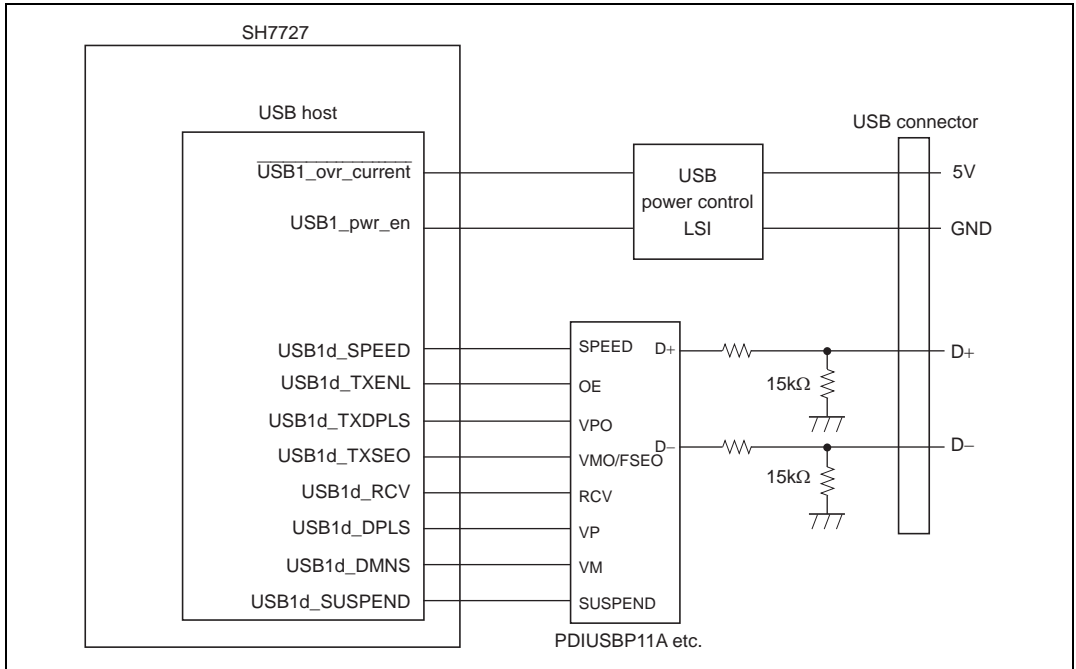 SH7727
USB host
USB connector
USB1_ovr_current
USB1_pwr_en
USB
power control
LSI
5V
GND
USB1d_SPEED
USB1d_TXENL
USB1d_TXDPLS
USB1d_TXSEO
USB1d_RCV
USB1d_DPLS
USB1d_DMNS
USB1d_SUSPEND
SPEED
OE
VPO
VMO/FSEO
RCV
VP
VM
SUSPEND
D+
D−
15kΩ
15kΩ
D+
D−
PDIUSBP11A etc.